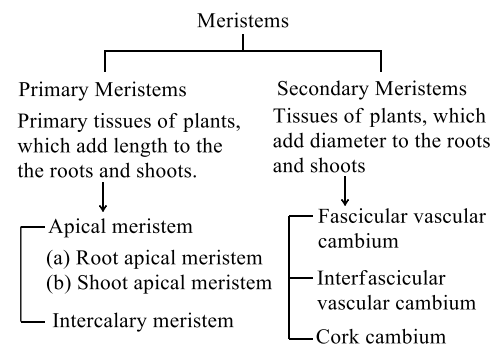 Meristems
Primary Meristems
Primary tissues of plants,
which add length to the
the roots and shoots.
Apical meristem
(a) Root apical meristem
(b) Shoot apical meristem
Intercalary meristem
Secondary Meristems
Tissues of plants, which
add diameter to the roots
and shoots
Fascicular vascular
cambium
Interfascicular
vascular cambium
Cork cambium